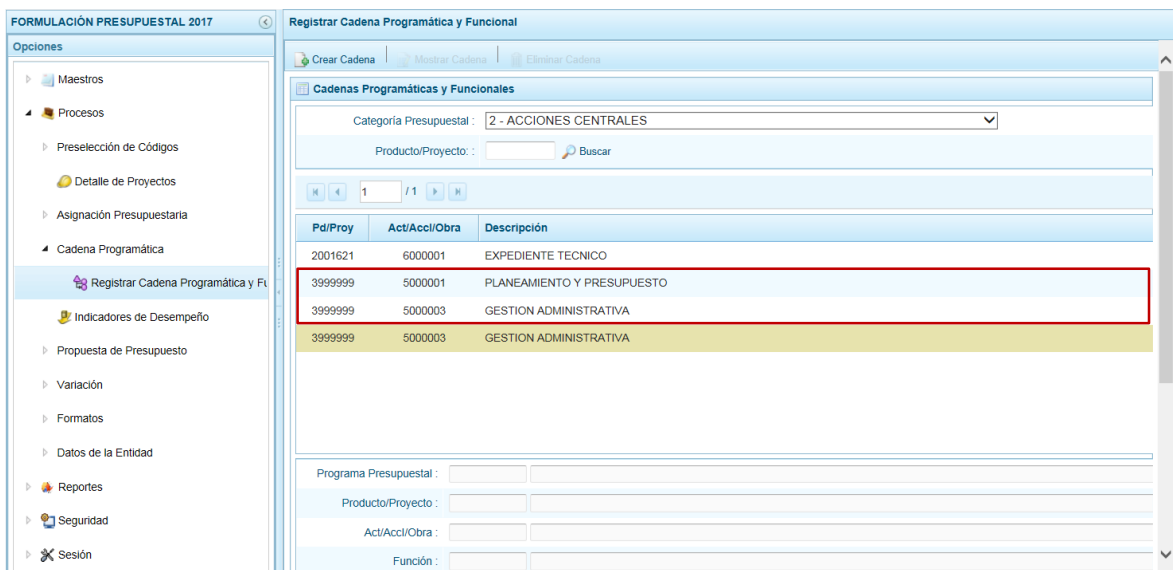 FORMULACIÓN PRESUPUESTAL 2017
Opciones
Maestros
Procesos
Preselección de Códigos
Detalle de Proyectos
Asignación Presupuestaria
Cadena Programática
Registrar Cadena Programática y Fu
Indicadores de Desempeño
Propuesta de Presupuesto
Variación
Formatos
Datos de la Entidad
Reportes
Seguridad
Sesión
Registrar Cadena Programática y Funcional
Crear Cadena Mostrar Cadena Eliminar Cadena
Cadenas Programáticas y Funcionales
Categoría Presupuestal : 2 - ACCIONES CENTRALES
Producto/Proyecto: : Buscar
1 / 1
Pd/Proy Act/AccI/Obra Descripción
2001621 6000001 EXPEDIENTE TECNICO
3999999 5000001 PLANEAMIENTO Y PRESUPUESTO
3999999 5000003 GESTION ADMINISTRATIVA
3999999 5000003 GESTION ADMINISTRATIVA
Programa Presupuestal :
Producto/Proyecto :
Act/AccI/Obra :
Función :